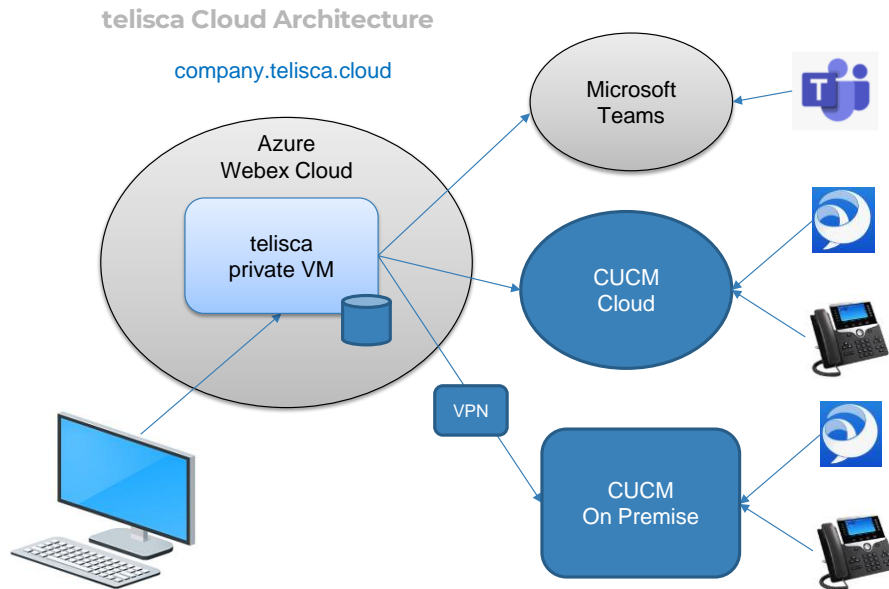 telisca Cloud Architecture
company.telisca.cloud
Azure
Webex Cloud
telisca
private VM
Microsoft
Teams
T
CUCM
Cloud
VPN
CUCM
On Premise